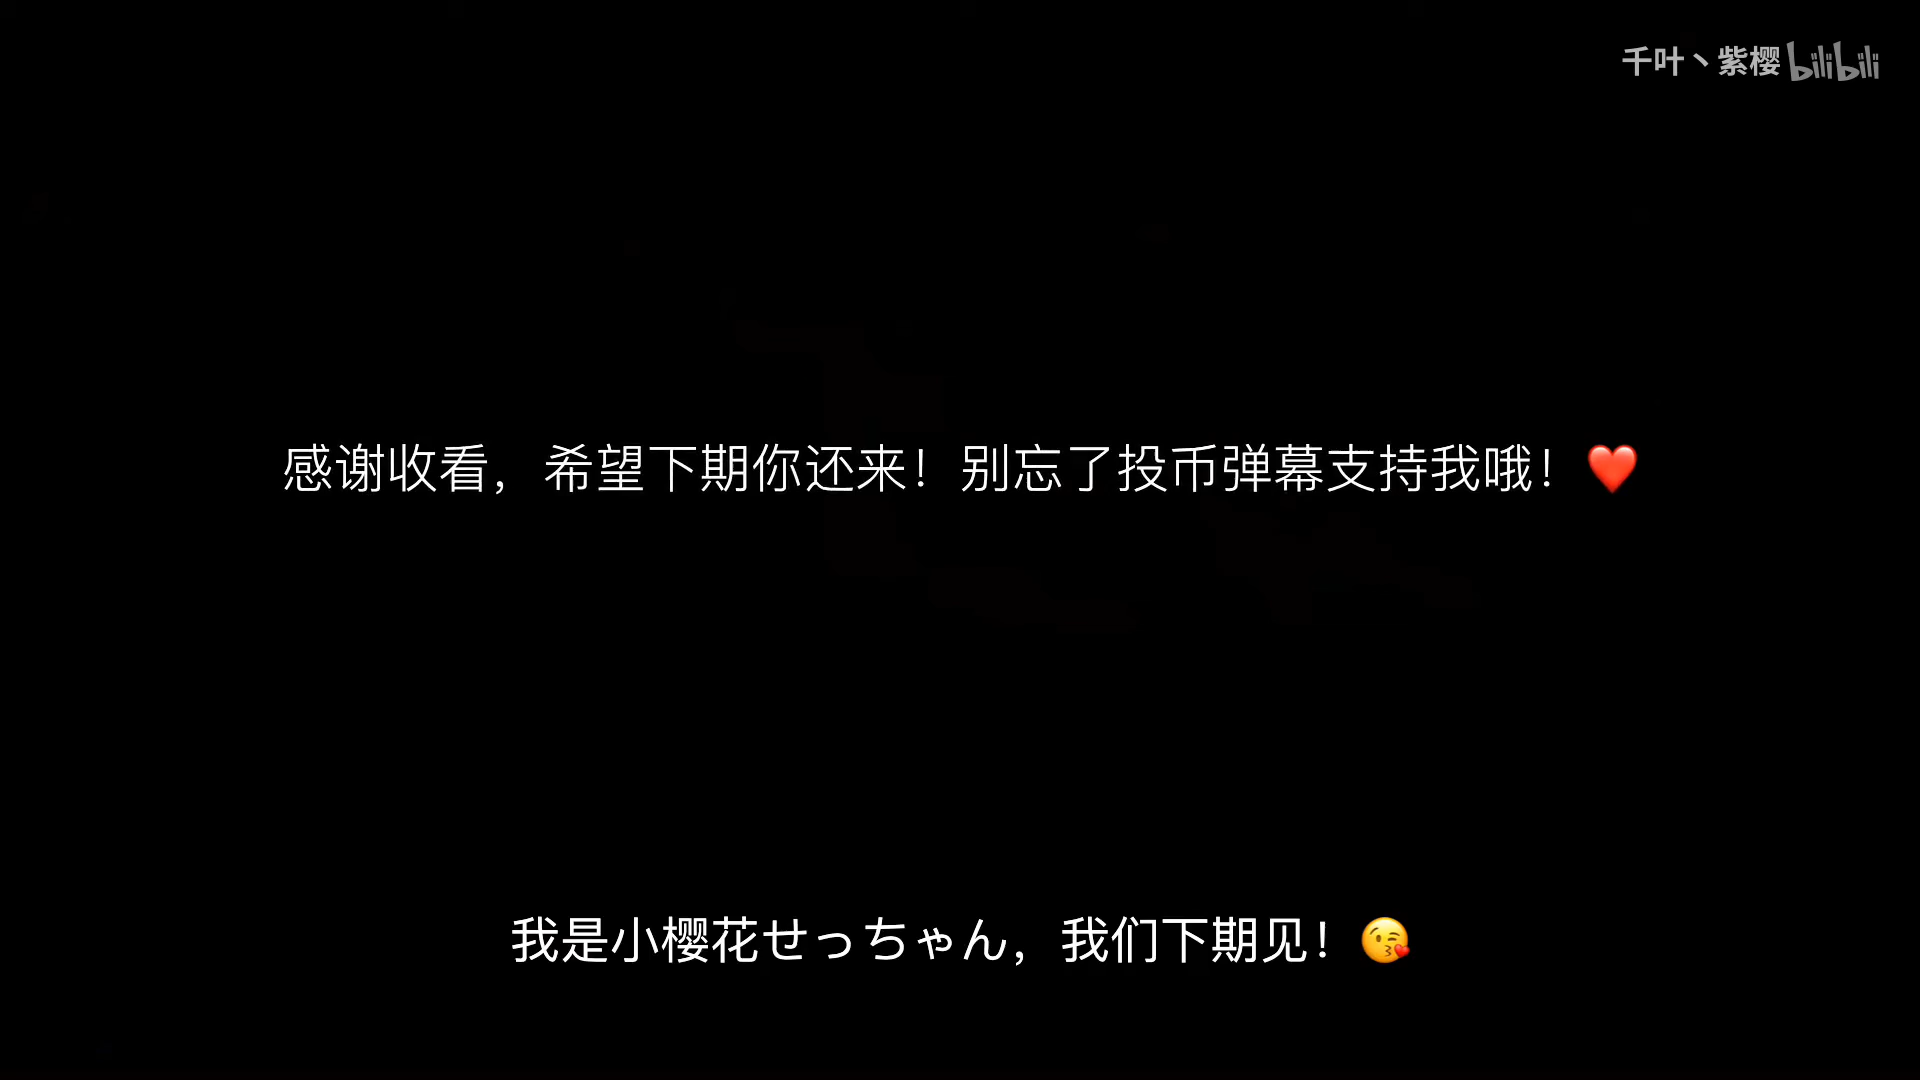 千叶丶紫樱 bilibili
感谢收看，希望下期你还来！别忘了投币弹幕支持我哦！❤️
我是小樱花せっちゃん，我们下期见！😘